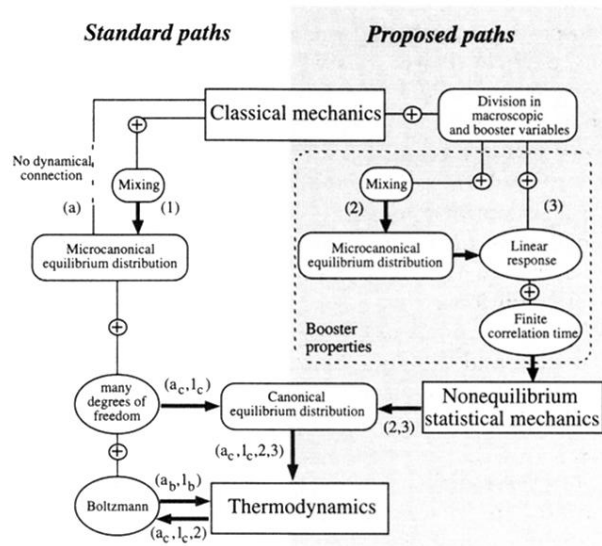 Standard paths
Proposed paths
Classical mechanics
Division in
macroscopic
and booster variables
No dynamical
connection
Mixing
(a)
(1)
Mixing
(2)
(3)
Microcanonical
equilibrium distribution
Microcanonical
equilibrium distribution
Linear
response
Finite
correlation time
Booster
properties
many
degrees of
freedom
(ac,1c)
Canonical
equilibrium distribution
Nonequilibrium
statistical mechanics
(2,3)
(ac,1c,2,3)
Boltzmann
(ab,1b)
Thermodynamics
(ac,1c,2)